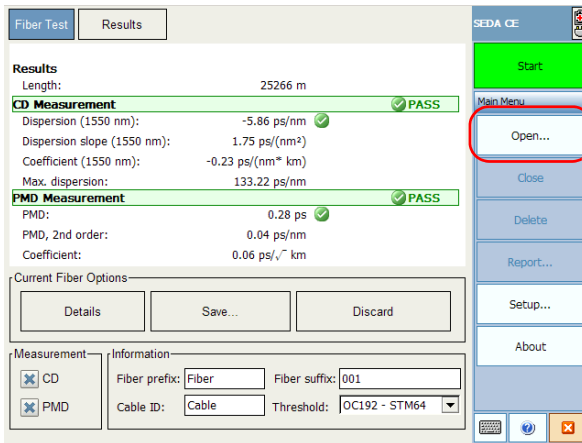 Fiber Test Results
Results
Length: 25266 m
CD Measurement PASS
Dispersion (1550 nm): -5.86 ps/nm
Dispersion slope (1550 nm): 1.75 ps/(nm²)
Coefficient (1550 nm): -0.23 ps/(nm* km)
Max. dispersion: 133.22 ps/nm
PMD Measurement PASS
PMD: 0.28 ps
PMD, 2nd order: 0.04 ps/nm
Coefficient: 0.06 ps/√‾ km
Current Fiber Options
Details Save... Discard
Measurement
CD
PMD
Information
Fiber prefix: Fiber Fiber suffix: 001
Cable ID: Cable Threshold: OC192 - STM64
SEDA CE
Start
Main Menu
Open...
Close
Delete
Report...
Setup...
About